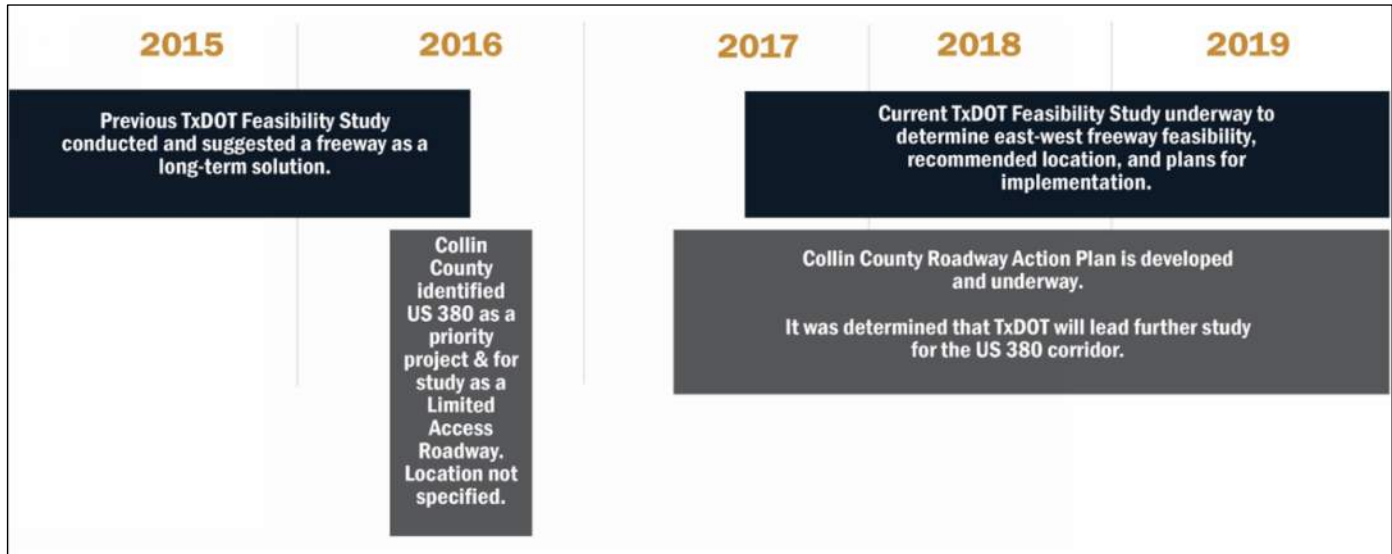 2015
2016
2017
2018
2019
Previous TxDOT Feasibility Study
conducted and suggested a freeway as a
long-term solution.
Current TxDOT Feasibility Study underway to
determine east-west freeway feasibility,
recommended location, and plans for
implementation.
Collin
County
identified
US 380 as a
priority
project & for
study as a
Limited
Access
Roadway.
Location not
specified.
Collin County Roadway Action Plan is developed
and underway.
It was determined that TxDOT will lead further study
for the US 380 corridor.